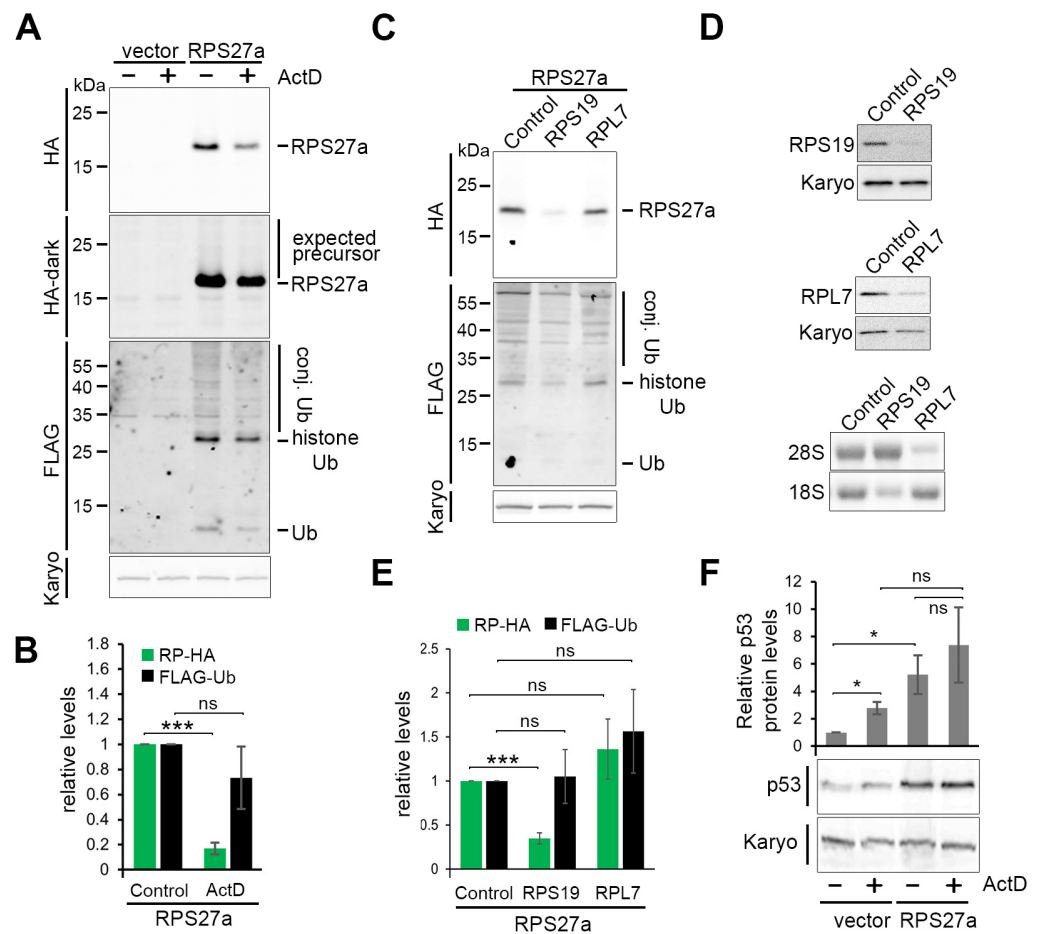 A
vector RPS27a
− + − + ActD
kDa
HA
25
15
RPS27a
HA-dark
25
15
expected
precursor
RPS27a
FLAG
55
40
35
25
15
conj. Ub
histone
Ub
Ub
Karyo
B
1.8
1.6
1.4
1.2
1
0.8
0.6
0.4
0.2
0
relative levels
RP-HA
FLAG-Ub
ns
***
Control ActD
RPS27a
C
RPS27a
Control RPS19 RPL7
kDa
HA
25
15
RPS27a
FLAG
55
40
35
25
15
conj. Ub
histone
Ub
Ub
Karyo
D
Control RPS19
RPS19
Karyo
Control RPL7
RPL7
Karyo
Control RPS19 RPL7
28S
18S
E
RP-HA FLAG-Ub
2.5
2
1.5
1
0.5
0
relative levels
ns
ns
ns
***
Control RPS19 RPL7
RPS27a
F
12
10
8
6
4
2
0
Relative p53
protein levels
ns
ns
*
*
p53
Karyo
− + − + ActD
vector RPS27a